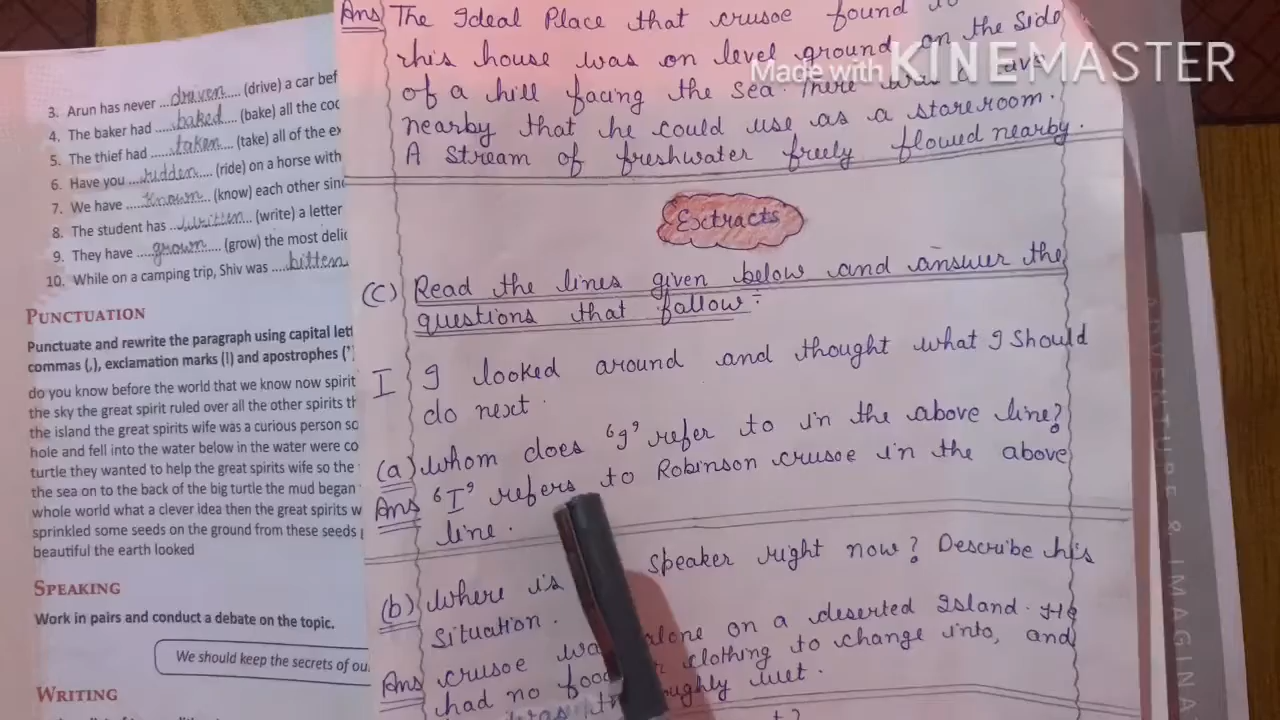 3. Arun has never ...driven.... (drive) a car bef
4. The baker had ....baked.... (bake) all the coo
5. The thief had .....taken.... (take) all of the ex
6. Have you ...ridden.... (ride) on a horse with
7. We have ....known.... (know) each other sinc
8. The student has ..written.... (write) a letter
9. They have ....grown.... (grow) the most delic
10. While on a camping trip, Shiv was ....bitten
PUNCTUATION
Punctuate and rewrite the paragraph using capital lett
commas (,), exclamation marks (!) and apostrophes ('
do you know before the world that we know now spirit
the sky the great spirit ruled over all the other spirits th
the island the great spirits wife was a curious person so
hole and fell into the water below in the water were co
turtle they wanted to help the great spirits wife so the
the sea on to the back of the big turtle the mud began
whole world what a clever idea then the great spirits w
sprinkled some seeds on the ground from these seeds
beautiful the earth looked
SPEAKING
Work in pairs and conduct a debate on the topic.
We should keep the secrets of ou
WRITING
Ans The Ideal Place that crusoe found
his house was on level ground on the side
of a hill facing the sea. There
nearby that he could use as a storeroom.
A stream of freshwater freely flowed nearby.
Extracts
(C) Read the lines given below and answer the
questions that follow:-
I I looked around and thought what I should
do next.
(a) whom does 'I' refer to in the above line?
Ans 'I' refers to Robinson crusoe in the above
line.
(b) where is speaker right now? Describe his
situation.
Ans crusoe alone on a deserted Island. He
had no food clothing to change into, and
wet.
Made with KINEMASTER
ADVENTURE & IMAGINA